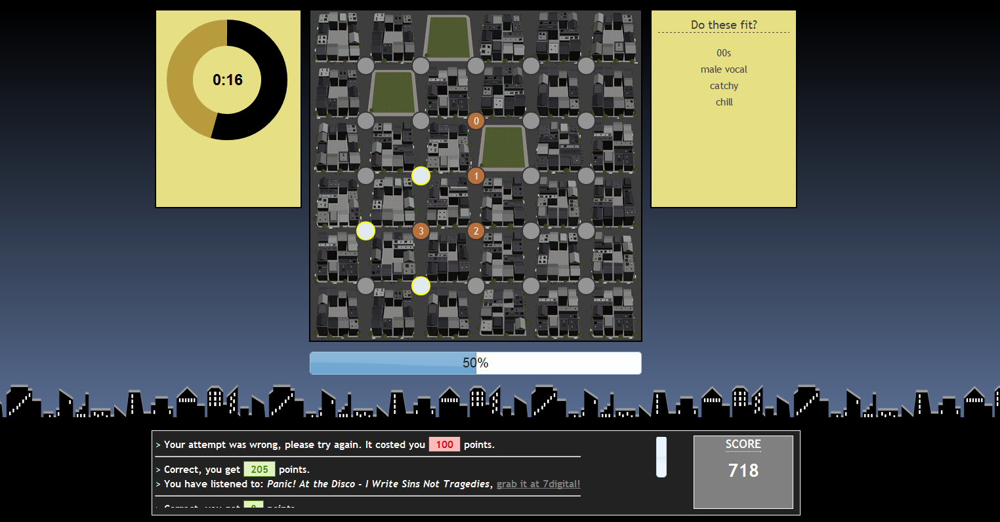 0:16
Do these fit?
00s
male vocal
catchy
chill
0
1
3
2
50%
> Your attempt was wrong, please try again. It costed you 100 points.
> Correct, you get 205 points.
> You have listened to: Panic! At the Disco - I Write Sins Not Tragedies, grab it at 7digital!
SCORE
718